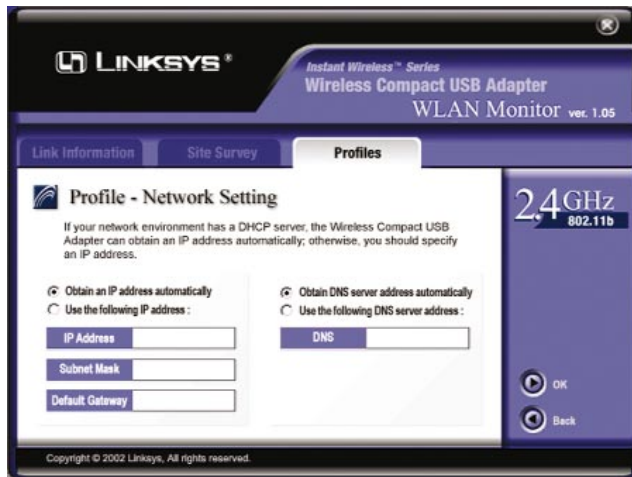 LINKSYS®
Instant Wireless™ Series
Wireless Compact USB Adapter
WLAN Monitor ver. 1.05
Link Information
Site Survey
Profiles
Profile - Network Setting
If your network environment has a DHCP server, the Wireless Compact USB
Adapter can obtain an IP address automatically; otherwise, you should specify
an IP address.
Obtain an IP address automatically
Use the following IP address :
IP Address
Subnet Mask
Default Gateway
Obtain DNS server address automatically
Use the following DNS server address :
DNS
2.4GHz
802.11b
OK
Back
Copyright © 2002 Linksys, All rights reserved.